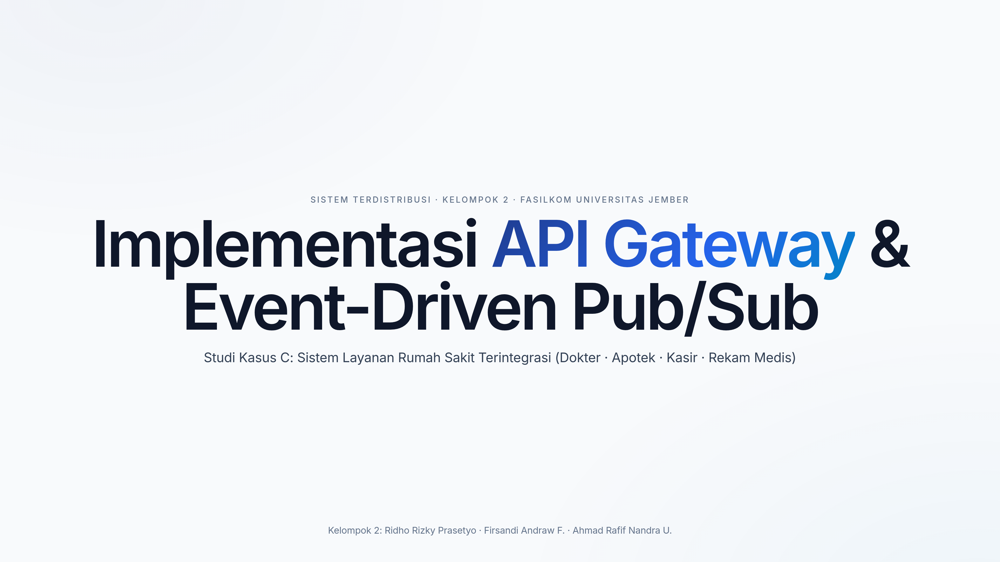 SISTEM TERDISTRIBUSI · KELOMPOK 2 · FASILKOM UNIVERSITAS JEMBER
Implementasi API Gateway &
Event-Driven Pub/Sub
Studi Kasus C: Sistem Layanan Rumah Sakit Terintegrasi (Dokter · Apotek · Kasir · Rekam Medis)
Kelompok 2: Ridho Rizky Prasetyo · Firsandi Andraw F. · Ahmad Rafif Nandra U.